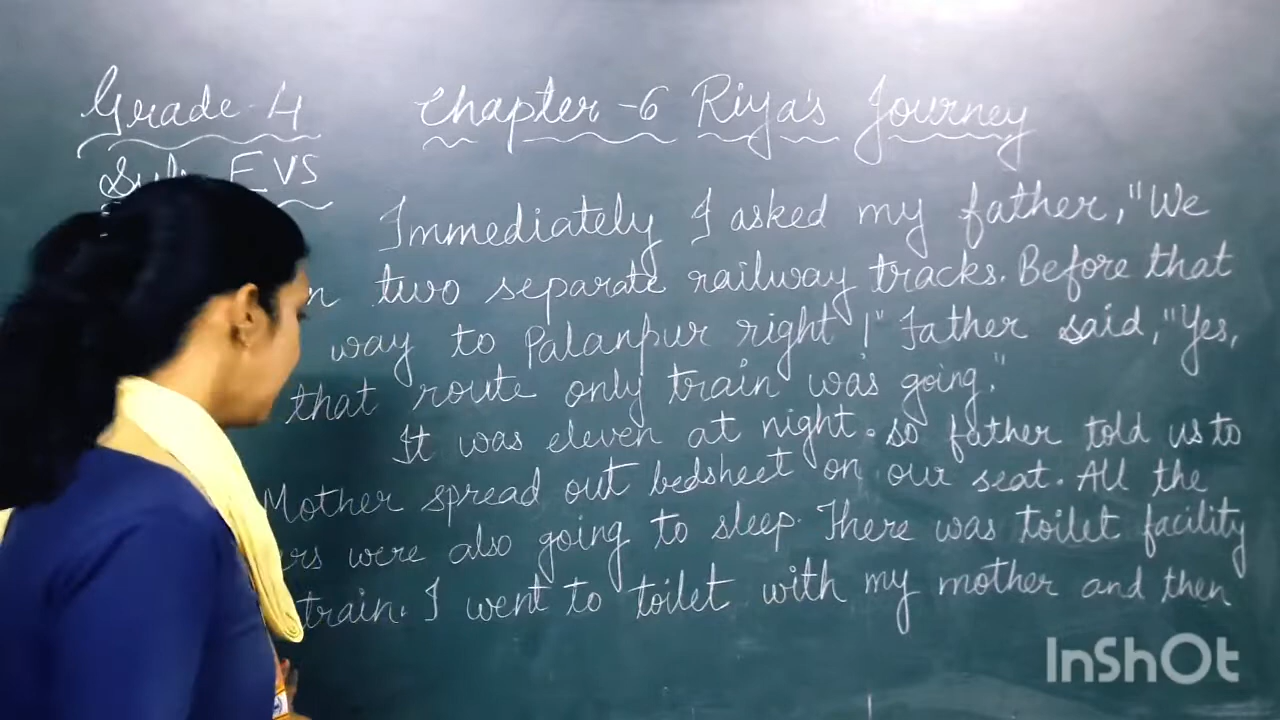 Grade - 4 Chapter - 6 Riya's Journey
Sub EVS
Immediately I asked my father, "We
two separate railway tracks. Before that
way to Palanpur right !" Father said, "Yes,
that route only train was going."
It was eleven at night. so father told us to
Mother spread out bedsheet on our seat. All the
were also going to sleep. There was toilet facility
train. I went to toilet with my mother and then
InShOt